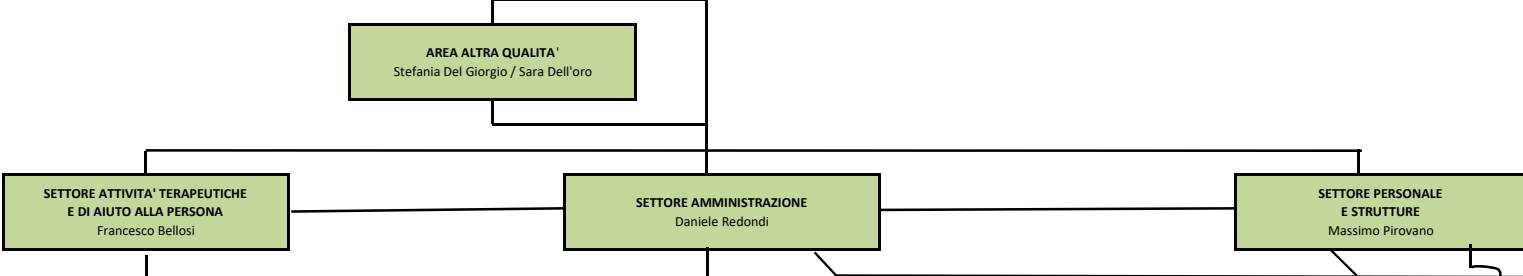 AREA ALTRA QUALITA'
Stefania Del Giorgio / Sara Dell'oro
SETTORE ATTIVITA' TERAPEUTICHE
E DI AIUTO ALLA PERSONA
Francesco Bellosi
SETTORE AMMINISTRAZIONE
Daniele Redondi
SETTORE PERSONALE
E STRUTTURE
Massimo Pirovano